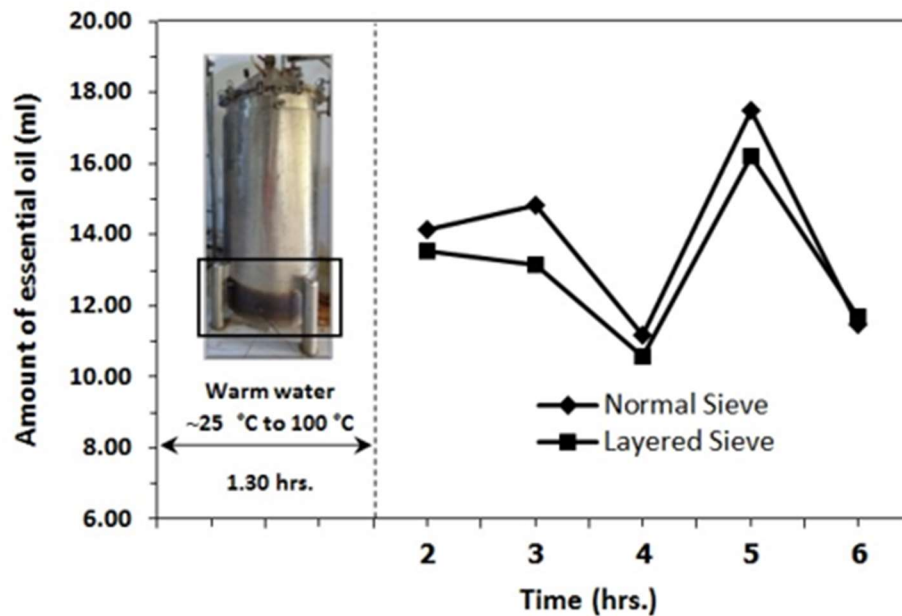 Amount of essential oil (ml)
20.00
18.00
16.00
14.00
12.00
10.00
8.00
6.00
Warm water
~25 °C to 100 °C
1.30 hrs.
Normal Sieve
Layered Sieve
2 3 4 5 6
Time (hrs.)